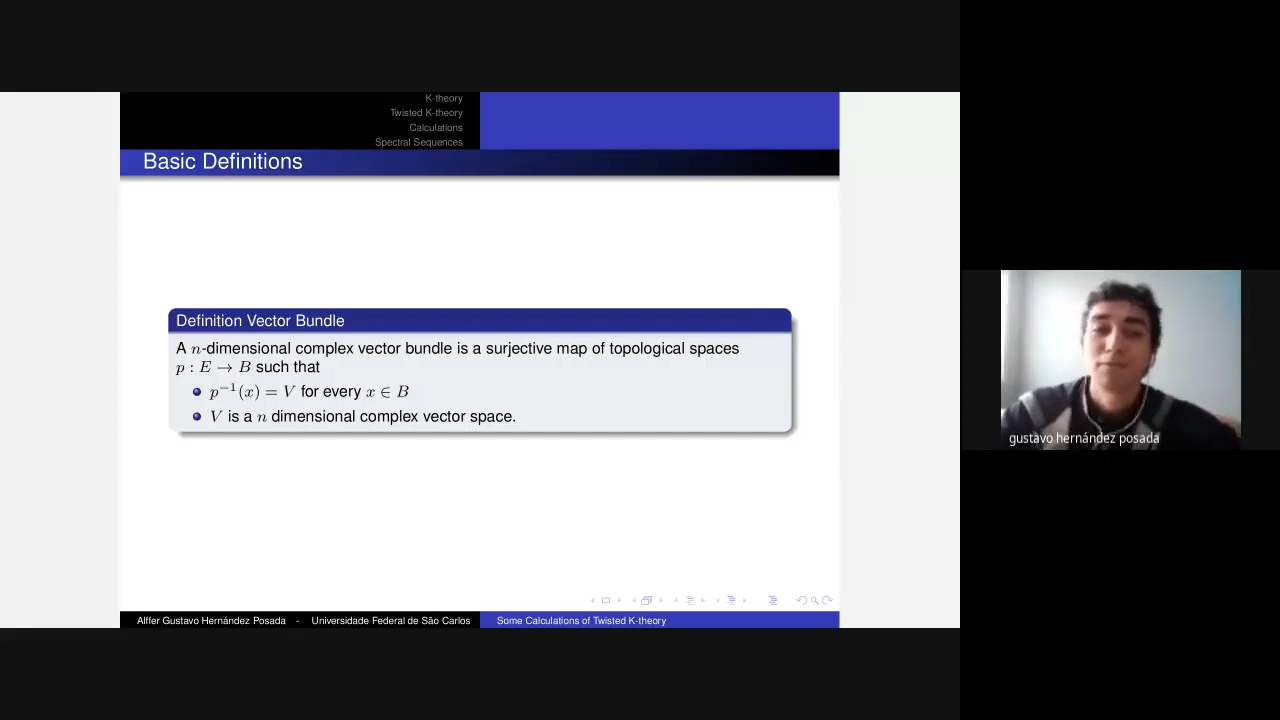 K-theory
Twisted K-theory
Calculations
Spectral Sequences
Basic Definitions
Definition Vector Bundle
A n-dimensional complex vector bundle is a surjective map of topological spaces
p : E → B such that
p⁻¹(x) = V for every x ∈ B
V is a n dimensional complex vector space.
Alffer Gustavo Hernández Posada - Universidade Federal de São Carlos
Some Calculations of Twisted K-theory
gustavo hernández posada